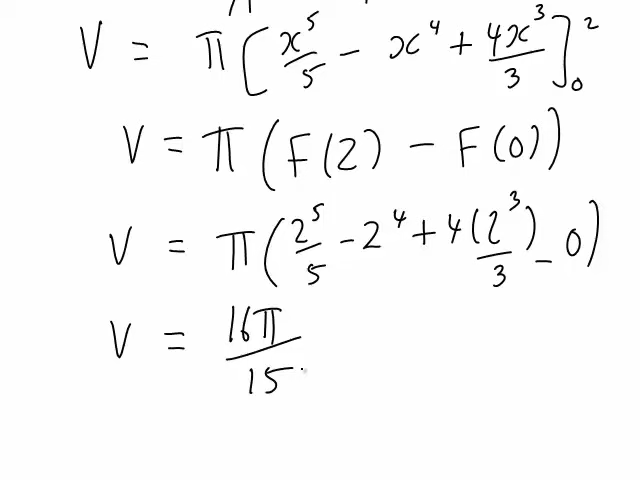 V = π[x⁵/5 − x⁴ + 4x³/3]₀²
V = π(F(2) − F(0))
V = π(2⁵/5 − 2⁴ + 4(2³)/3 − 0)
V = 16π/15